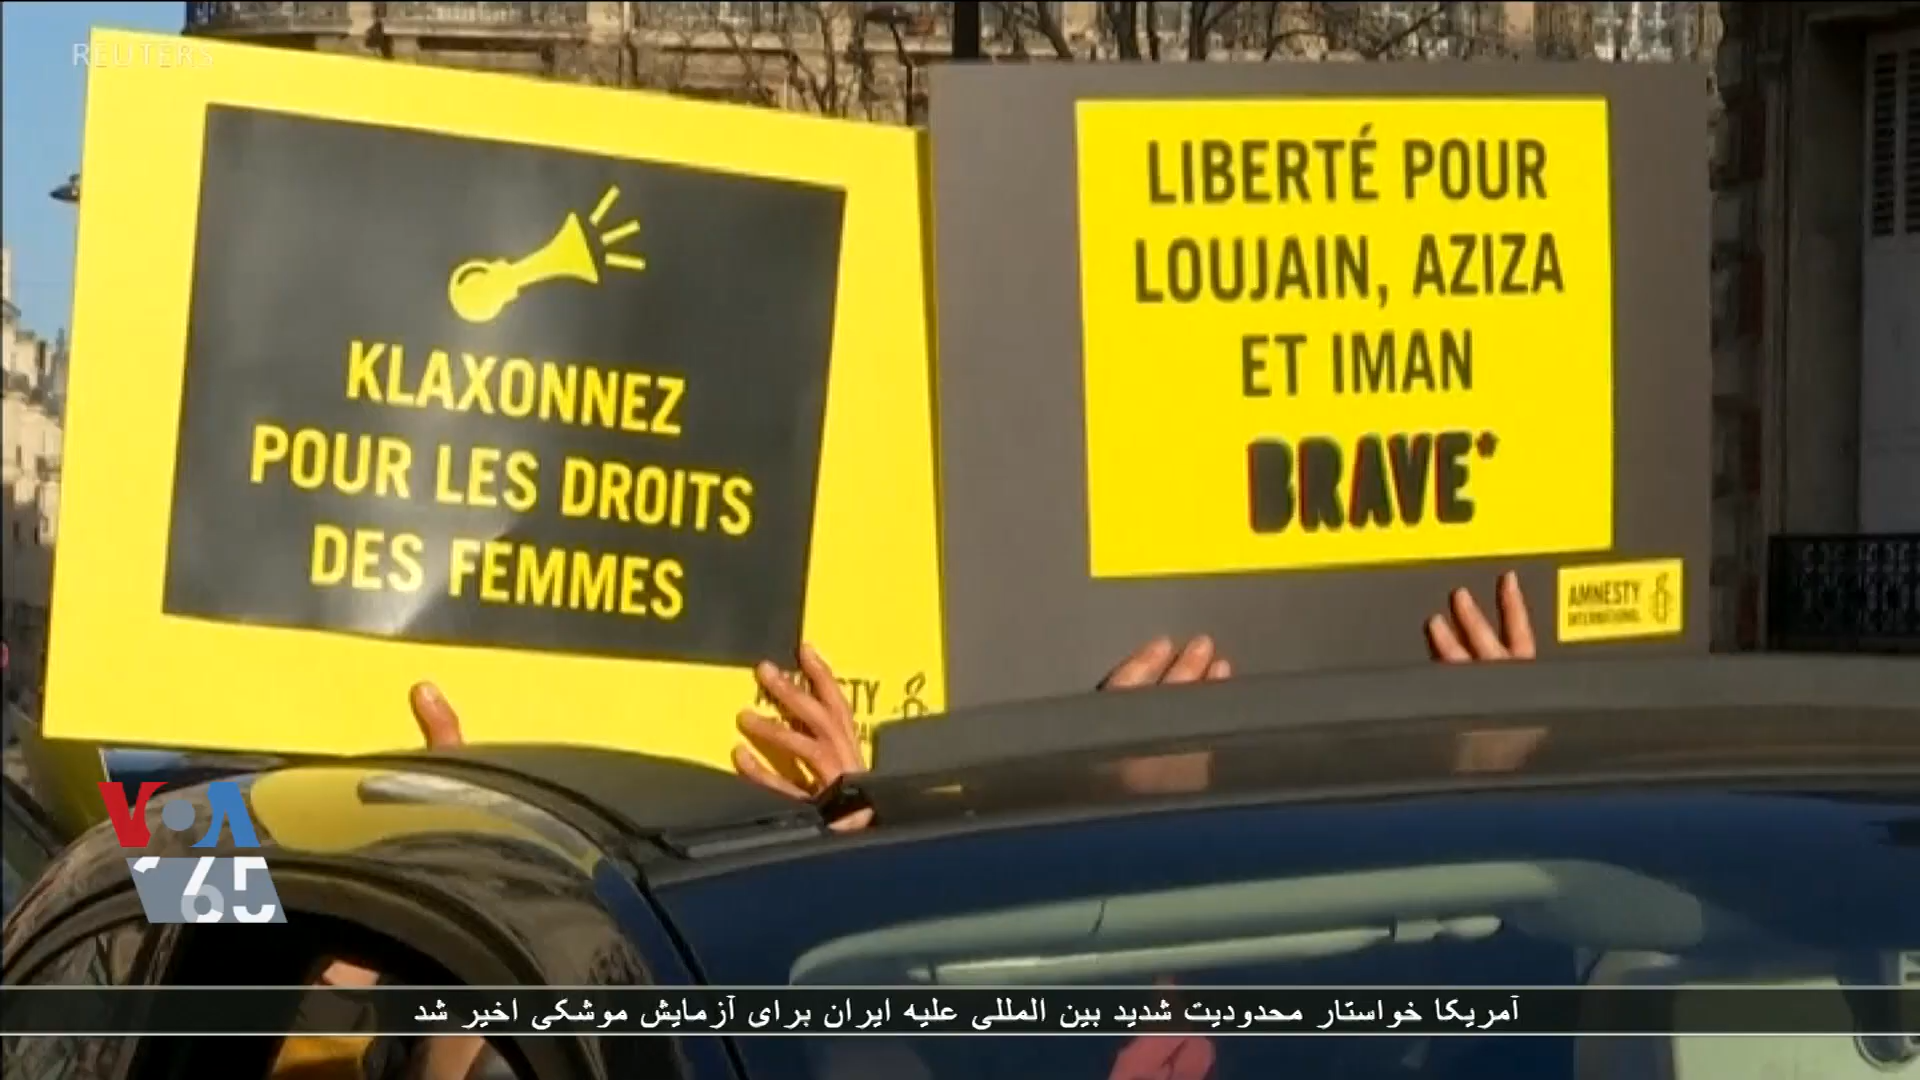 REUTERS
KLAXONNEZ
POUR LES DROITS
DES FEMMES
LIBERTÉ POUR
LOUJAIN, AZIZA
ET IMAN
BRAVE*
AMNESTY
INTERNATIONAL
VOA
365
آمریکا خواستار محدودیت شدید بین المللی علیه ایران برای آزمایش موشکی اخیر شد